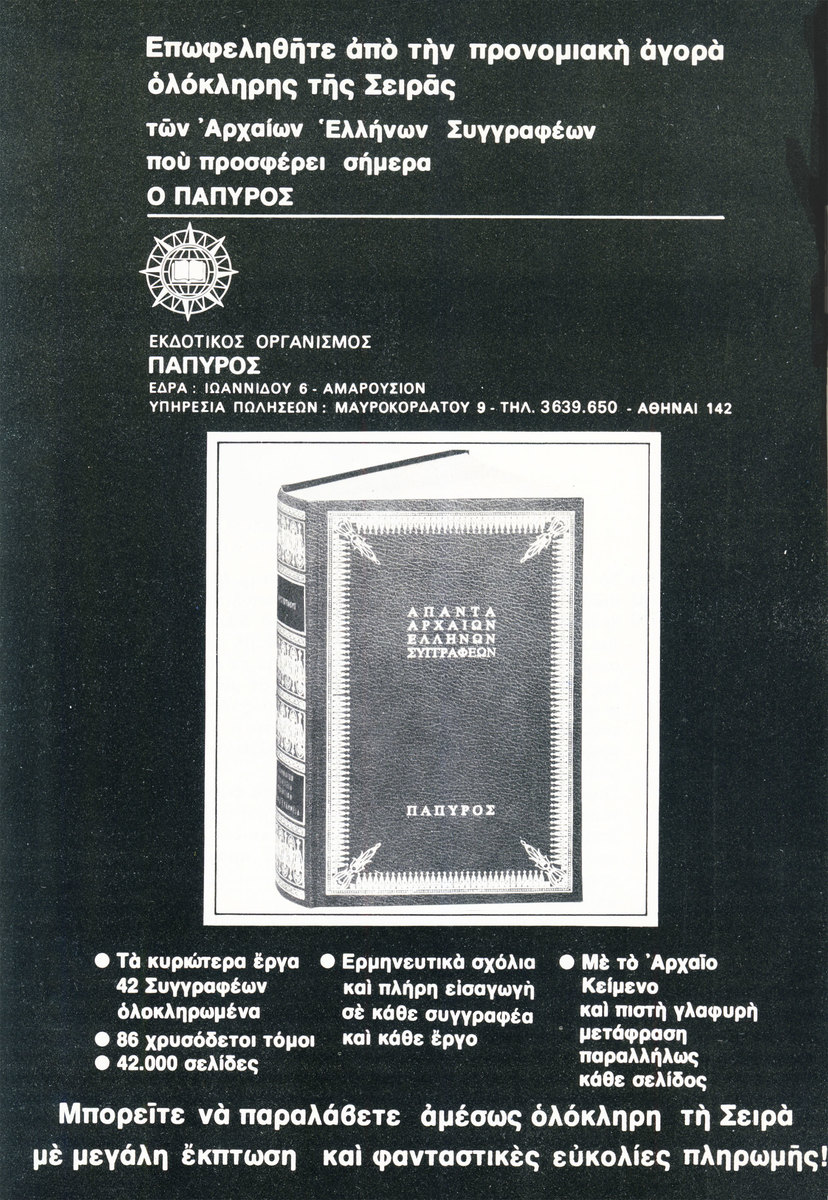 Επωφεληθῆτε ἀπὸ τὴν προνομιακὴ ἀγορὰ
ὁλόκληρης τῆς Σειρᾶς
τῶν Ἀρχαίων Ἑλλήνων Συγγραφέων
ποὺ προσφέρει σήμερα
Ο ΠΑΠΥΡΟΣ
ΕΚΔΟΤΙΚΟΣ ΟΡΓΑΝΙΣΜΟΣ
ΠΑΠΥΡΟΣ
ΕΔΡΑ : ΙΩΑΝΝΙΔΟΥ 6 - ΑΜΑΡΟΥΣΙΟΝ
ΥΠΗΡΕΣΙΑ ΠΩΛΗΣΕΩΝ : ΜΑΥΡΟΚΟΡΔΑΤΟΥ 9 - ΤΗΛ. 3639.650 - ΑΘΗΝΑΙ 142
ΑΠΑΝΤΑ
ΑΡΧΑΙΩΝ
ΕΛΛΗΝΩΝ
ΣΥΓΓΡΑΦΕΩΝ
ΠΑΠΥΡΟΣ
● Τὰ κυριώτερα ἔργα
42 Συγγραφέων
ὁλοκληρωμένα
● 86 χρυσόδετοι τόμοι
● 42.000 σελίδες
● Ερμηνευτικὰ σχόλια
καὶ πλήρη εἰσαγωγὴ
σὲ κάθε συγγραφέα
καὶ κάθε ἔργο
● Μὲ τὸ Ἀρχαῖο
Κείμενο
καὶ πιστὴ γλαφυρὴ
μετάφραση
παραλλήλως
κάθε σελίδος
Μπορεῖτε νὰ παραλάβετε ἀμέσως ὁλόκληρη τὴ Σειρὰ
μὲ μεγάλη ἔκπτωση καὶ φανταστικὲς εὐκολίες πληρωμῆς!